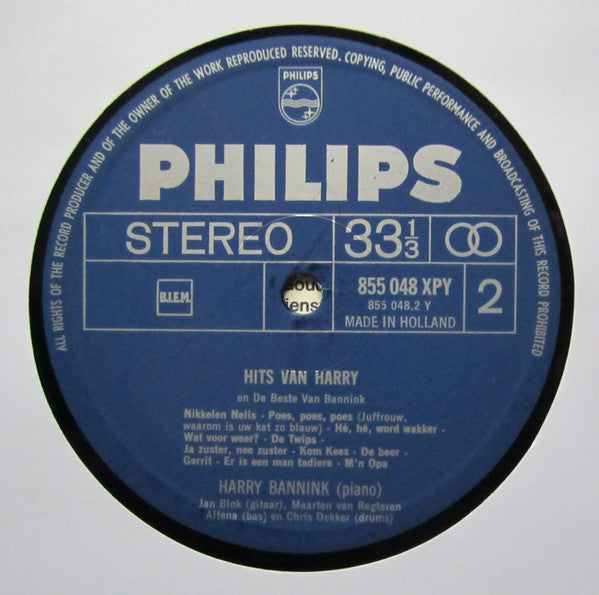 ALL RIGHTS OF THE RECORD PRODUCER AND OF THE OWNER OF THE WORK REPRODUCED RESERVED. COPYING, PUBLIC PERFORMANCE AND BROADCASTING OF THIS RECORD PROHIBITED
PHILIPS
PHILIPS
STEREO
33⅓
B.I.E.M.
855 048 XPY
855 048.2 Y
MADE IN HOLLAND
2
HITS VAN HARRY
en De Beste Van Bannink
Nikkelen Nelis - Poes, poes, poes (Juffrouw,
waarom is uw kat zo blauw) - Hé, hé, word wakker -
Wat voor weer? - De Twips -
Ja zuster, nee zuster - Kom Kees - De beer -
Gerrit - Er is een man tadiere - M'n Opa
HARRY BANNINK (piano)
Jan Blok (gitaar), Maarten van Regteren
Altena (bas) en Chris Dekker (drums)